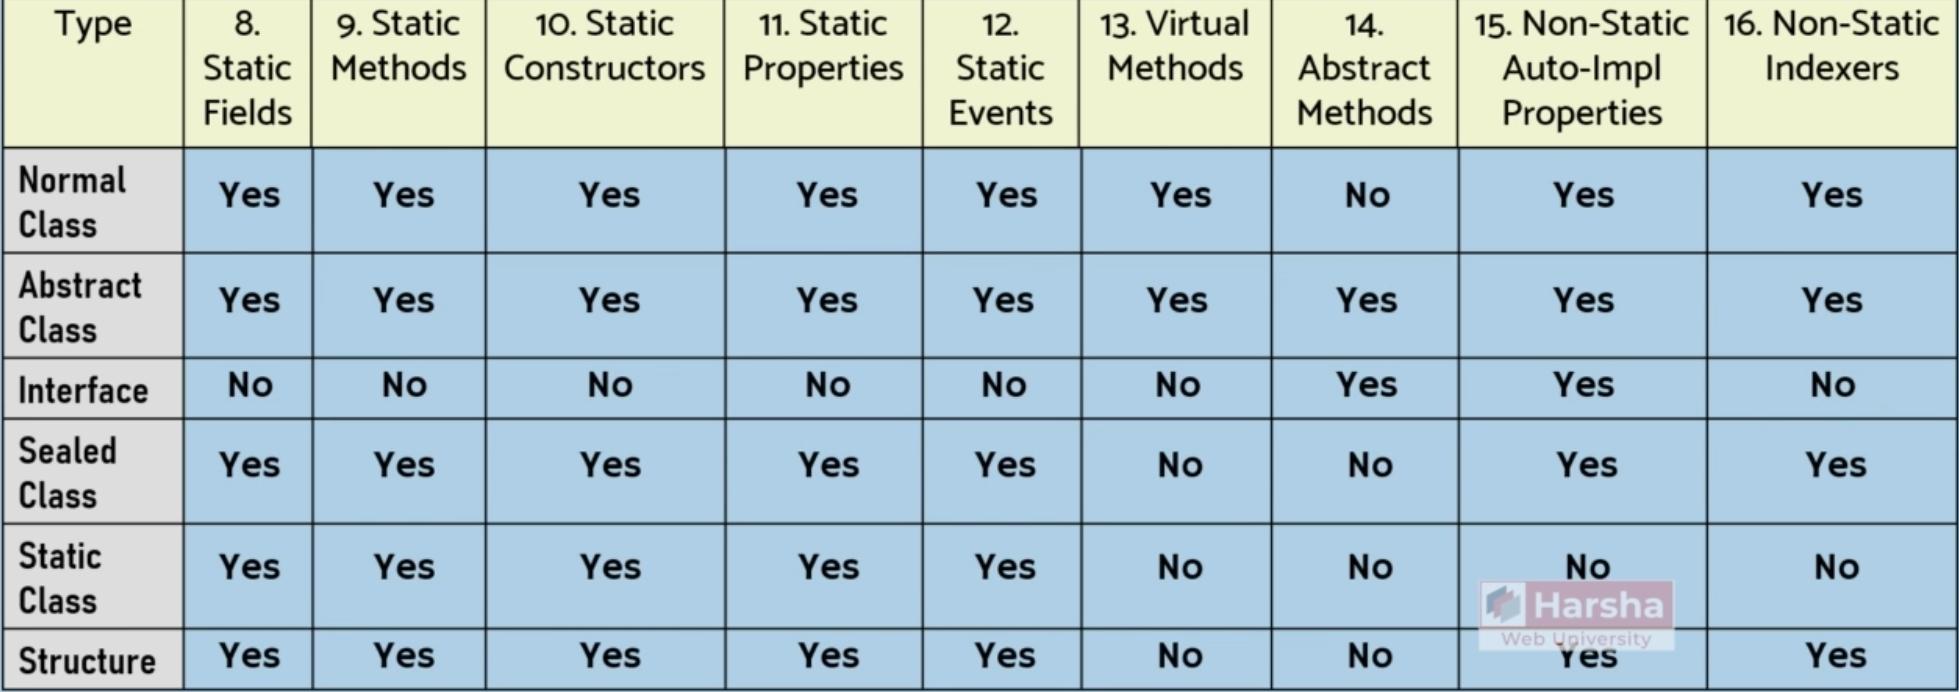 Type 8. Static Fields 9. Static Methods 10. Static Constructors 11. Static Properties 12. Static Events 13. Virtual Methods 14. Abstract Methods 15. Non-Static Auto-Impl Properties 16. Non-Static Indexers
Normal Class Yes Yes Yes Yes Yes Yes No Yes Yes
Abstract Class Yes Yes Yes Yes Yes Yes Yes Yes Yes
Interface No No No No No No Yes Yes No
Sealed Class Yes Yes Yes Yes Yes No No Yes Yes
Static Class Yes Yes Yes Yes Yes No No No No
Harsha
Web University
Structure Yes Yes Yes Yes Yes No No Yes Yes